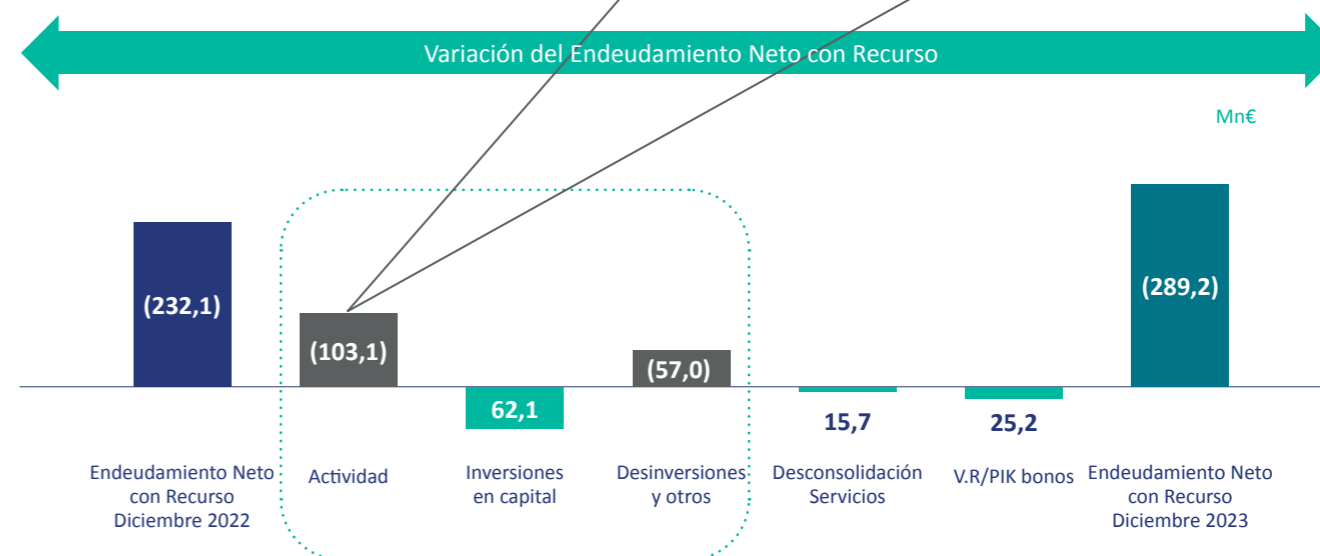 Variación del Endeudamiento Neto con Recurso
Mn€
(232,1)
(103,1)
62,1
(57,0)
15,7
25,2
(289,2)
Endeudamiento Neto
con Recurso
Diciembre 2022
Actividad
Inversiones
en capital
Desinversiones
y otros
Desconsolidación
Servicios
V.R/PIK bonos
Endeudamiento Neto
con Recurso
Diciembre 2023